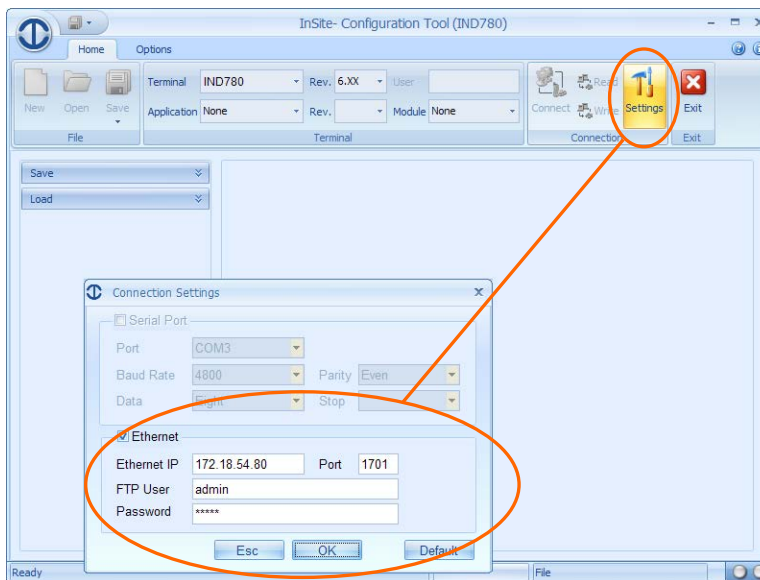 InSite- Configuration Tool (IND780)
Home Options
New Open Save
Terminal IND780 Rev. 6.XX User
Application None Rev. Module None
Connect Read Write Settings Exit
File Terminal Connection Exit
Save
Load
Connection Settings x
Serial Port
Port COM3
Baud Rate 4800 Parity Even
Data Eight Stop
Ethernet
Ethernet IP 172.18.54.80 Port 1701
FTP User admin
Password *****
Esc OK Default
Ready File